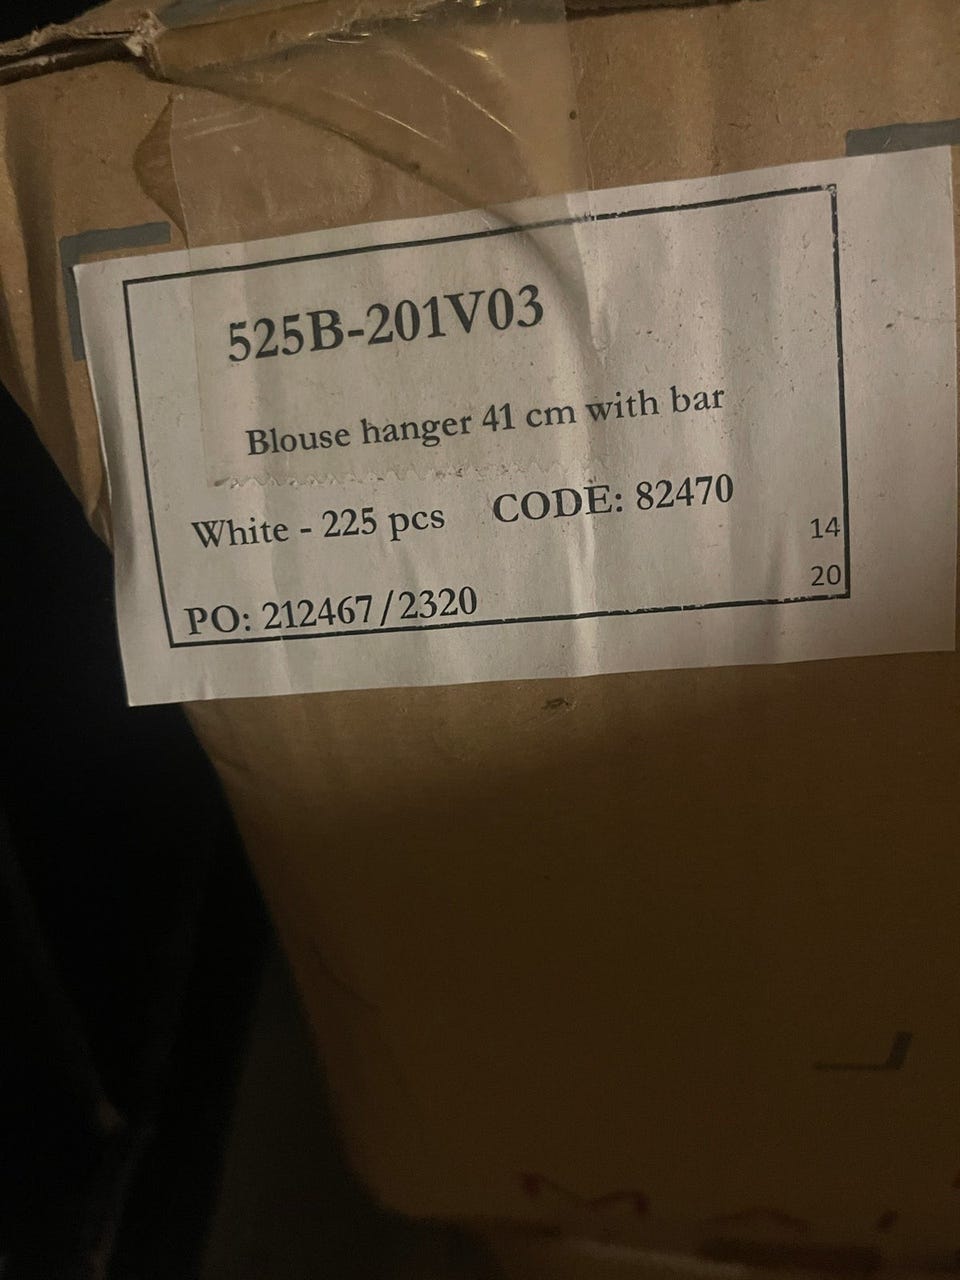 525B-201V03
Blouse hanger 41 cm with bar
White - 225 pcs CODE: 82470
14
20
PO: 212467/2320